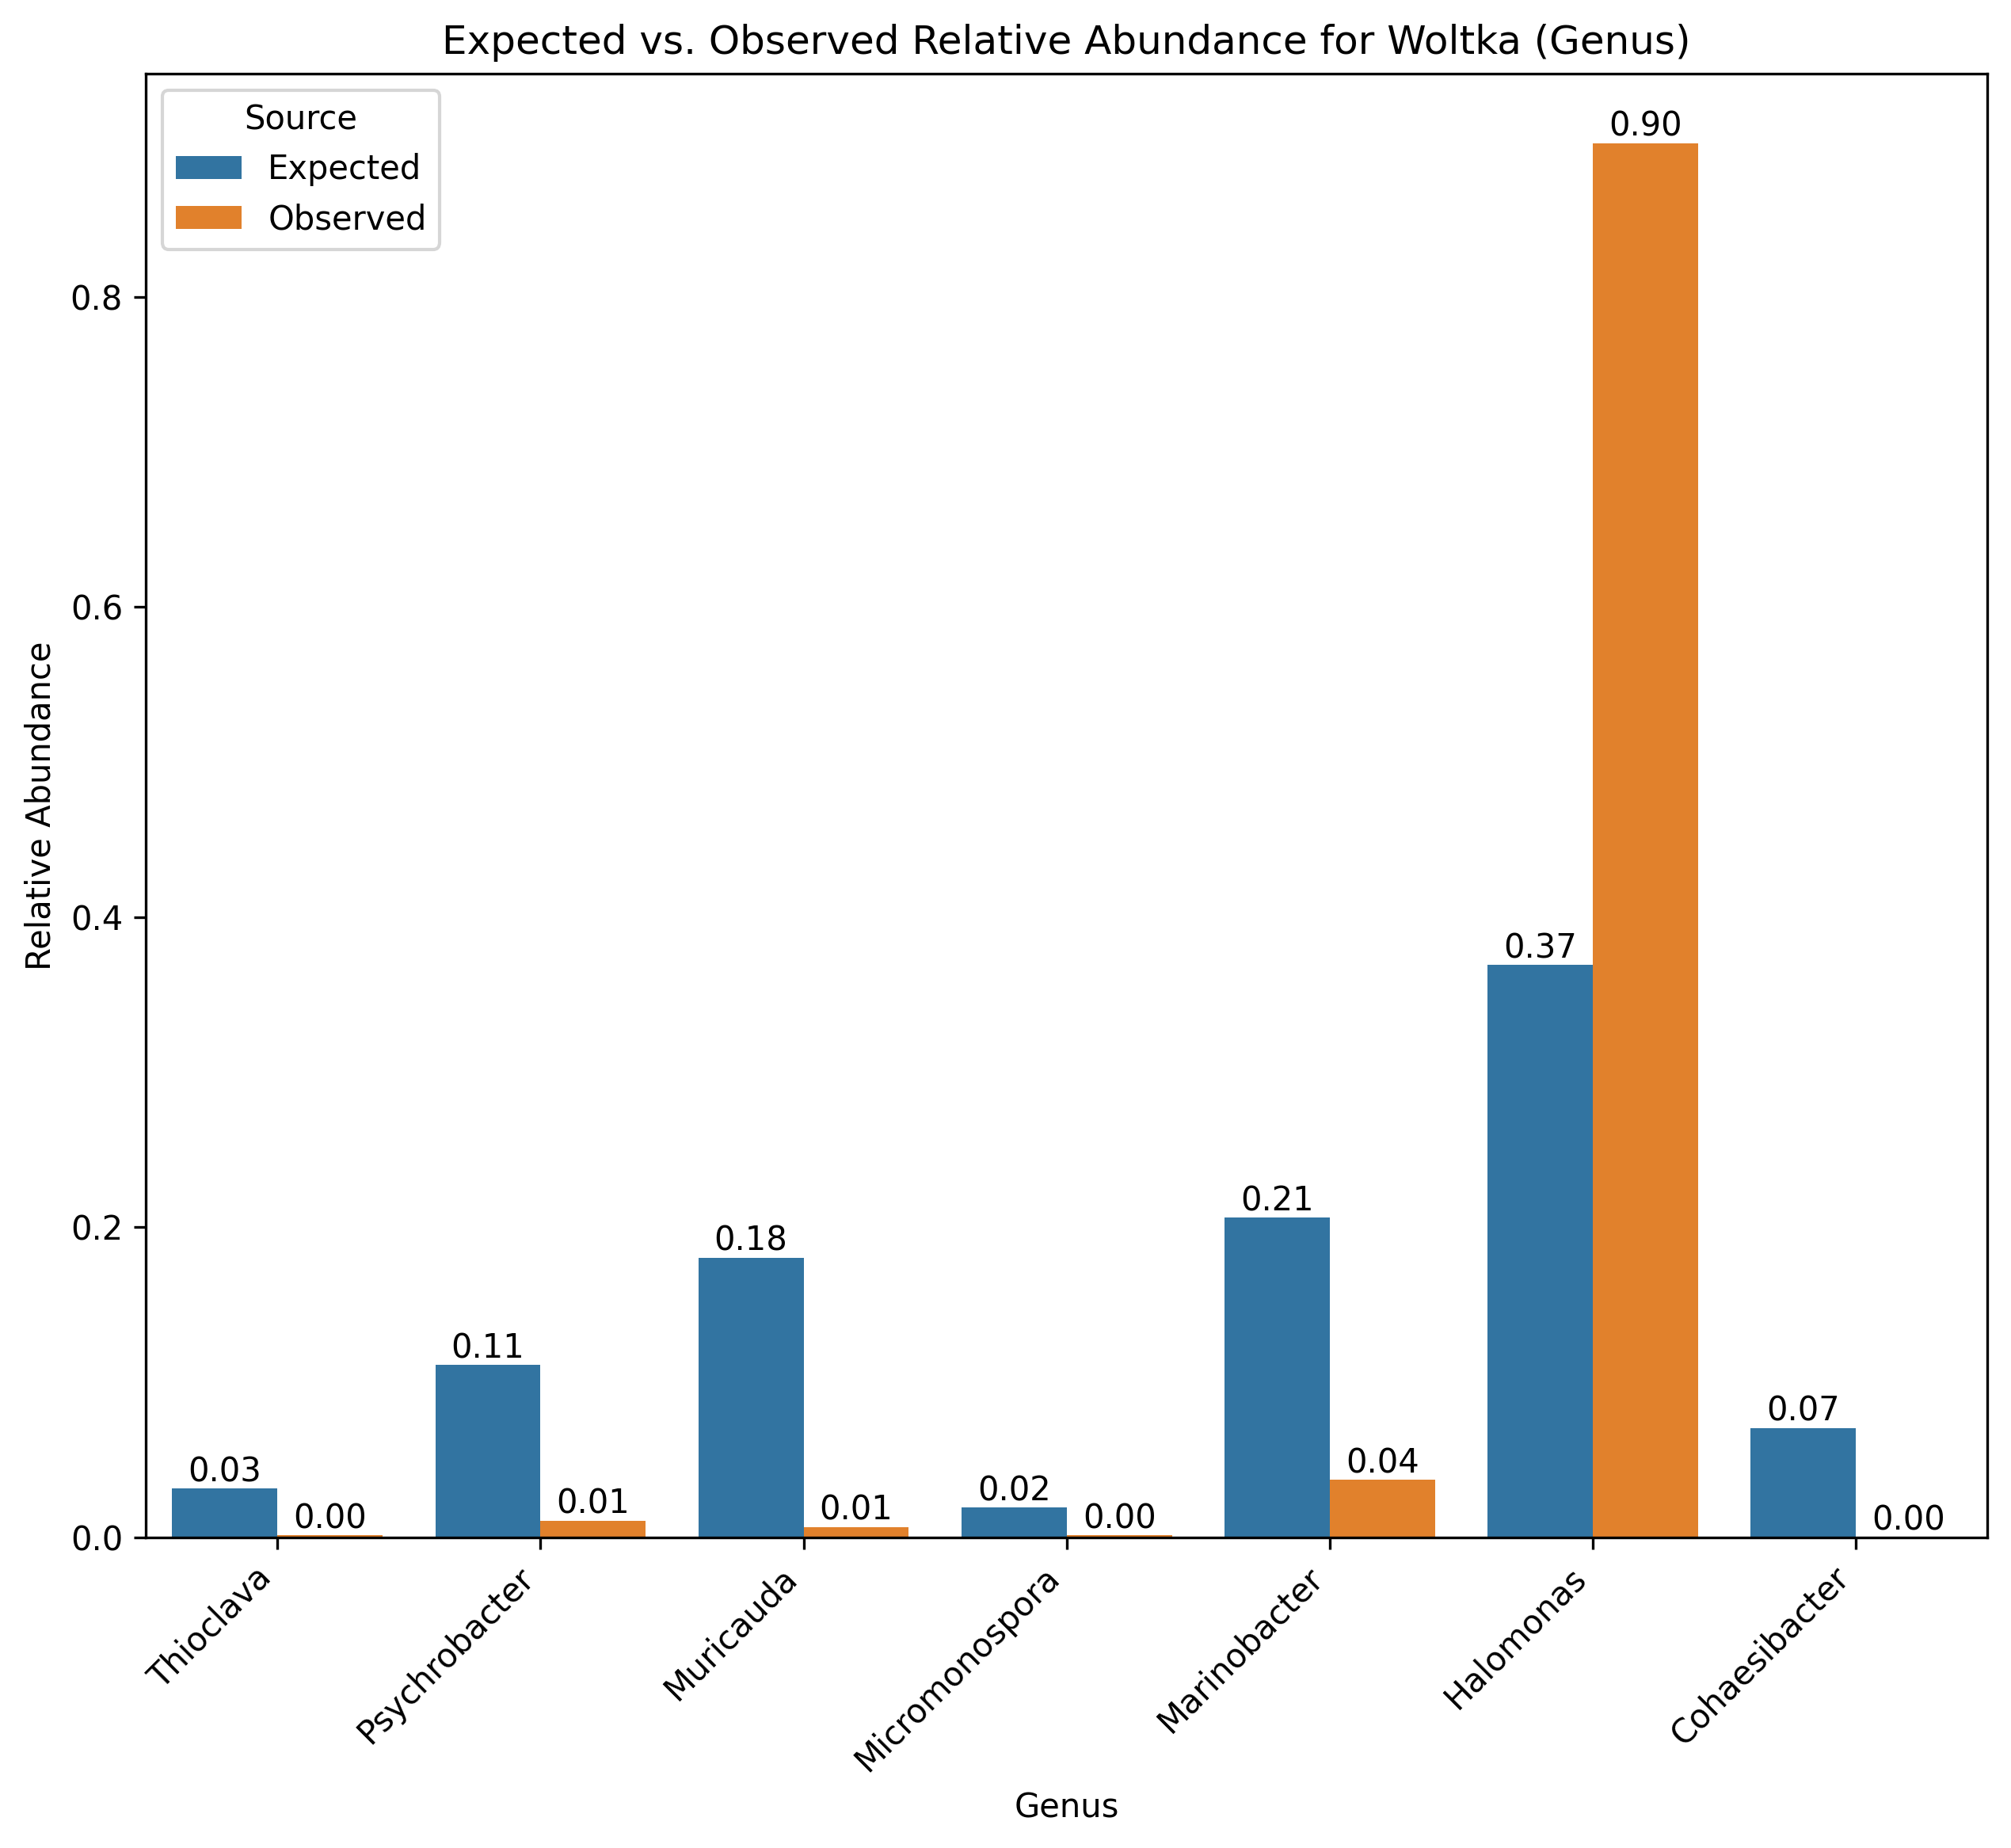 Expected vs. Observed Relative Abundance for Woltka (Genus)
Source
Expected
Observed
0.90
0.8
0.6
Relative Abundance
0.4
0.37
0.2
0.21
0.18
0.11
0.07
0.03
0.00
0.01
0.01
0.02
0.00
0.04
0.00
0.0
Thioclava
Psychrobacter
Muricauda
Micromonospora
Marinobacter
Halomonas
Cohaesibacter
Genus